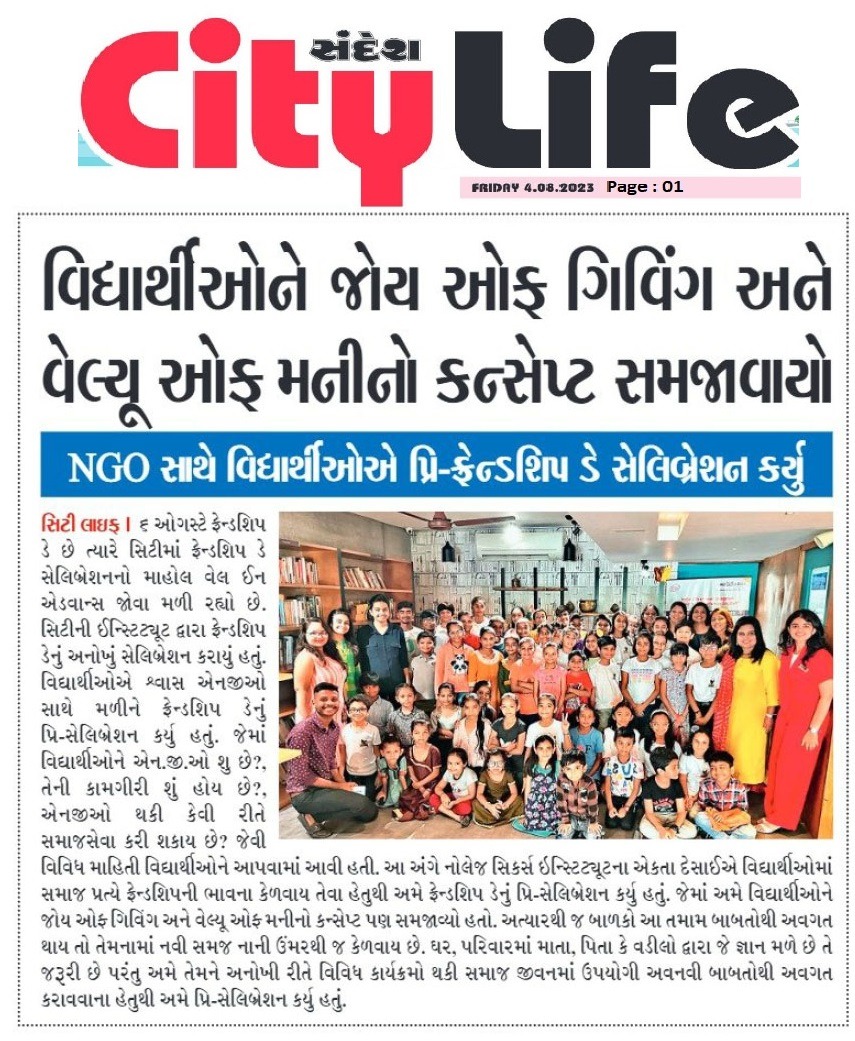 સંદેશ
City Life
FRIDAY 4.08.2023 Page : 01
વિદ્યાર્થીઓને જોય ઓફ ગિવિંગ અને
વેલ્યૂ ઓફ મનીનો કન્સેપ્ટ સમજાવાયો
NGO સાથે વિદ્યાર્થીઓએ પ્રિ-ફ્રેન્ડશિપ ડે સેલિબ્રેશન કર્યુ
સિટી લાઇફ । ૬ ઓગસ્ટે ફ્રેન્ડશિપ
ડે છે ત્યારે સિટીમાં ફ્રેન્ડશિપ ડે
સેલિબ્રેશનનો માહોલ વેલ ઈન
એડવાન્સ જોવા મળી રહ્યો છે.
સિટીની ઈન્સ્ટિટ્યૂટ દ્વારા ફ્રેન્ડશિપ
ડેનું અનોખું સેલિબ્રેશન કરાયું હતું.
વિદ્યાર્થીઓએ શ્વાસ એનજીઓ
સાથે મળીને ફ્રેન્ડશિપ ડેનું
પ્રિ-સેલિબ્રેશન કર્યુ હતું. જેમાં
વિદ્યાર્થીઓને એન.જી.ઓ શુ છે?,
તેની કામગીરી શું હોય છે?,
એનજીઓ થકી કેવી રીતે
સમાજસેવા કરી શકાય છે? જેવી
વિવિધ માહિતી વિદ્યાર્થીઓને આપવામાં આવી હતી. આ અંગે નોલેજ સિકર્સ ઇન્સ્ટિટ્યૂટના એકતા દેસાઈએ વિદ્યાર્થીઓમાં
સમાજ પ્રત્યે ફ્રેન્ડશિપની ભાવના કેળવાય તેવા હેતુથી અમે ફ્રેન્ડશિપ ડેનું પ્રિ-સેલિબ્રેશન કર્યુ હતું. જેમાં અમે વિદ્યાર્થીઓને
જોય ઓફ ગિવિંગ અને વેલ્યૂ ઓફ મનીનો કન્સેપ્ટ પણ સમજાવ્યો હતો. અત્યારથી જ બાળકો આ તમામ બાબતોથી અવગત
થાય તો તેમનામાં નવી સમજ નાની ઉંમરથી જ કેળવાય છે. ઘર, પરિવારમાં માતા, પિતા કે વડીલો દ્વારા જે જ્ઞાન મળે છે તે
જરૂરી છે પરંતુ અમે તેમને અનોખી રીતે વિવિધ કાર્યક્રમો થકી સમાજ જીવનમાં ઉપયોગી અવનવી બાબતોથી અવગત
કરાવવાના હેતુથી અમે પ્રિ-સેલિબ્રેશન કર્યુ હતું.